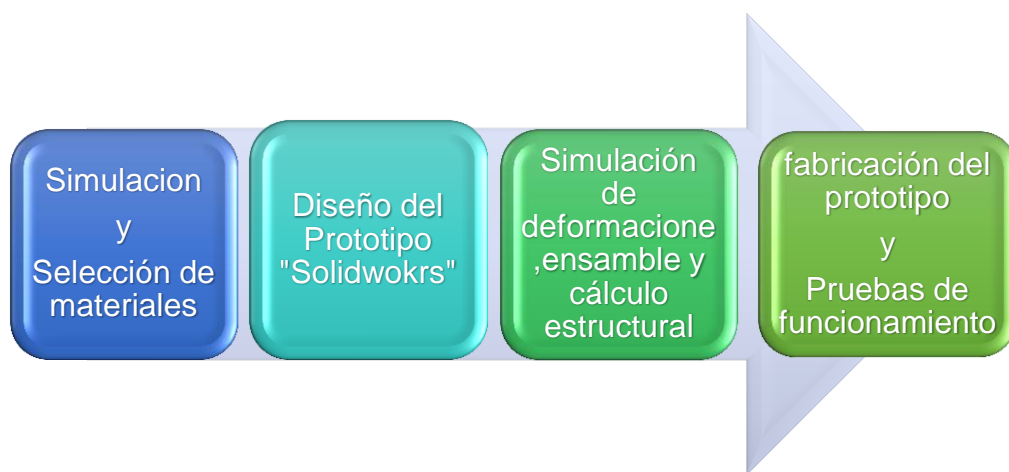 Simulacion
y
Selección de
materiales
Diseño del
Prototipo
"Solidwokrs"
Simulación
de
deformacione
,ensamble y
cálculo
estructural
fabricación del
prototipo
y
Pruebas de
funcionamiento